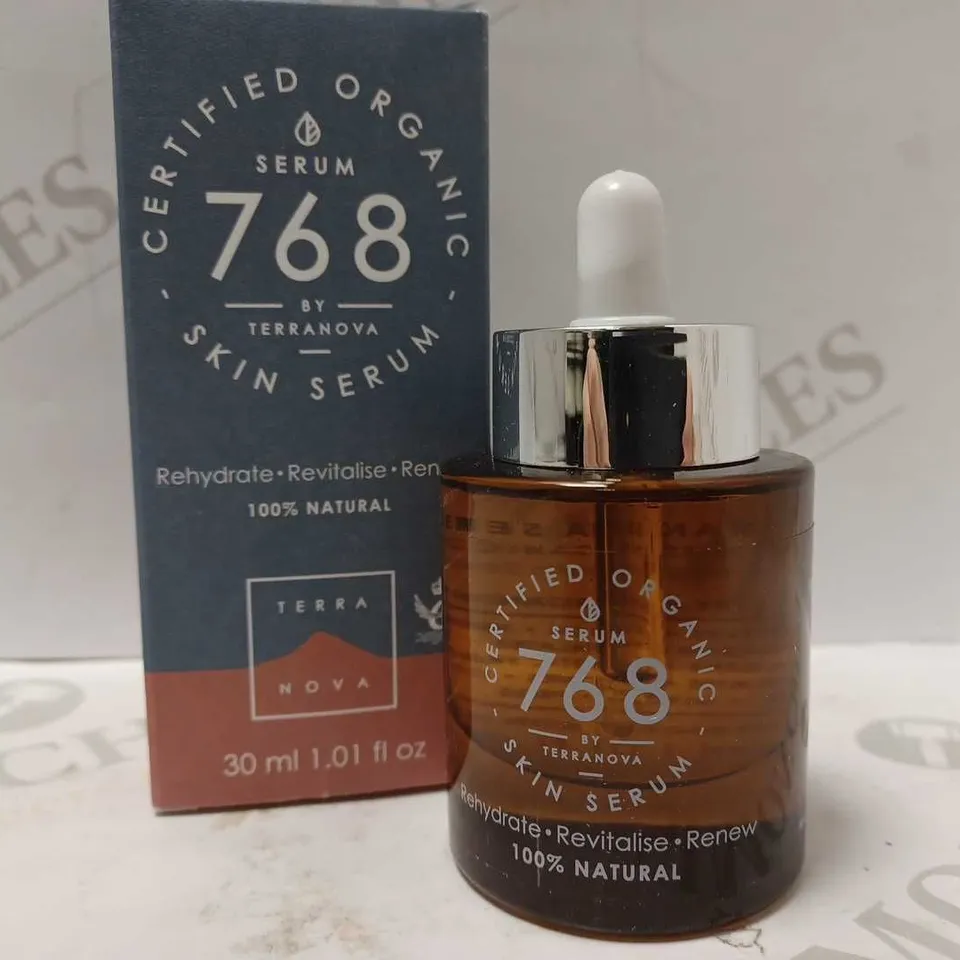 CERTIFIED ORGANIC
SERUM
768
BY
TERRANOVA
- SKIN SERUM -
Rehydrate • Revitalise •
100% NATURAL
TERRA
NOVA
30 ml 1.01 fl oz
CERTIFIED ORGANIC
SERUM
768
BY
TERRANOVA
- SKIN SERUM -
Rehydrate • Revitalise • Renew
100% NATURAL